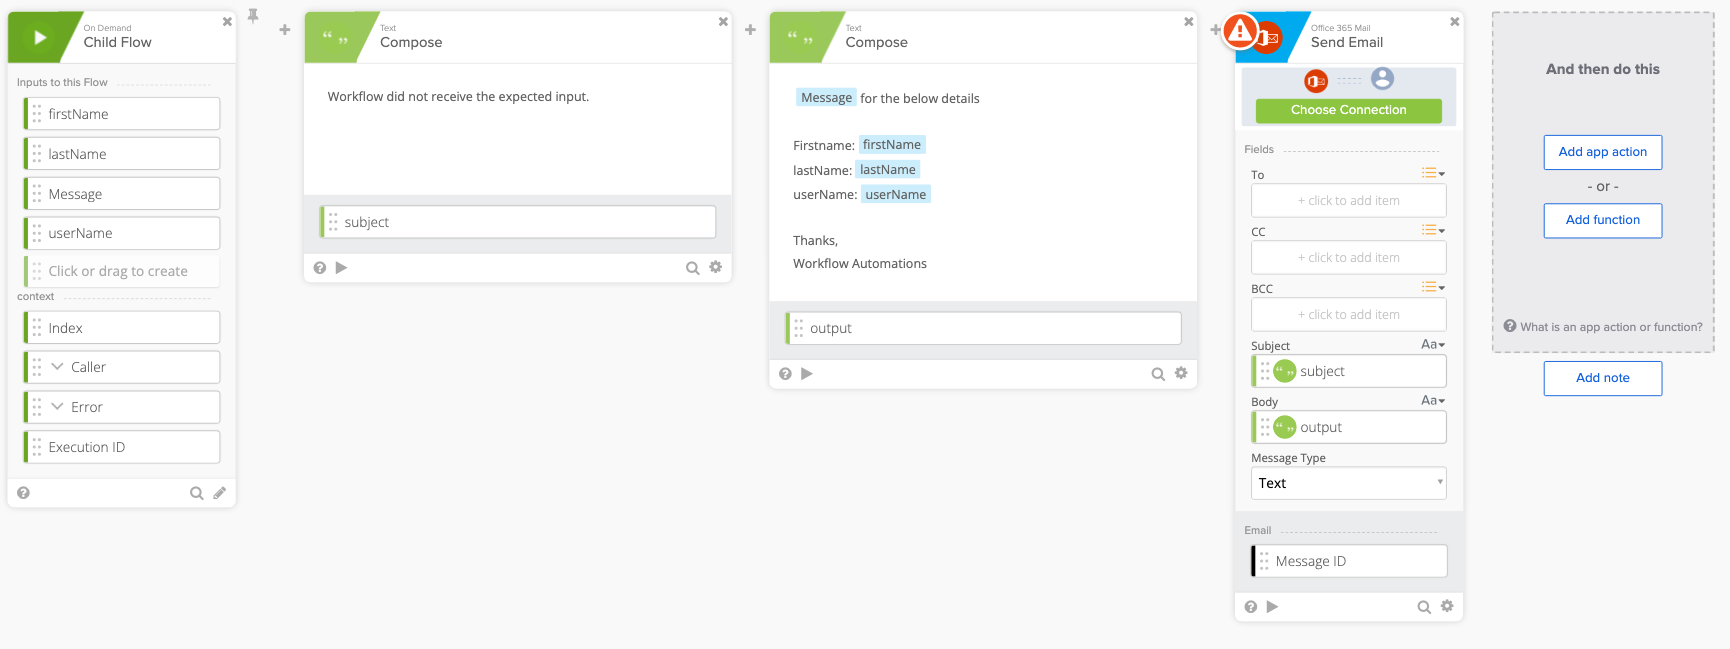 On Demand
Child Flow
Inputs to this Flow
firstName
lastName
Message
userName
Click or drag to create
context
Index
Caller
Error
Execution ID
Text
Compose
Workflow did not receive the expected input.
subject
Text
Compose
Message for the below details
Firstname: firstName
lastName: lastName
userName: userName
Thanks,
Workflow Automations
output
Office 365 Mail
Send Email
Choose Connection
Fields
To
+ click to add item
CC
+ click to add item
BCC
+ click to add item
Subject Aa
“ ” subject
Body Aa
“ ” output
Message Type
Text
Email
Message ID
And then do this
Add app action
- or -
Add function
What is an app action or function?
Add note